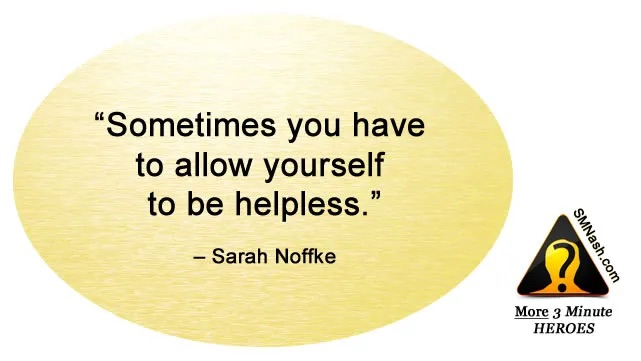 “Sometimes you have
to allow yourself
to be helpless.”
– Sarah Noffke
SMNash.com
?
More 3 Minute
HEROES